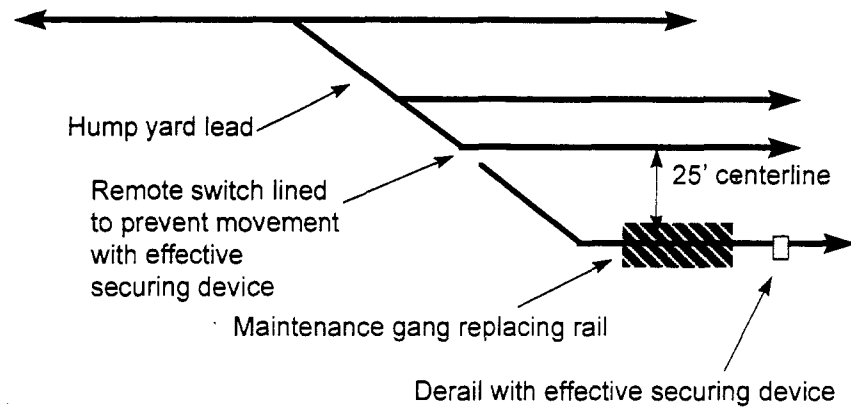 Hump yard lead
25' centerline
Remote switch lined
to prevent movement
with effective
securing device
Maintenance gang replacing rail
Derail with effective securing device